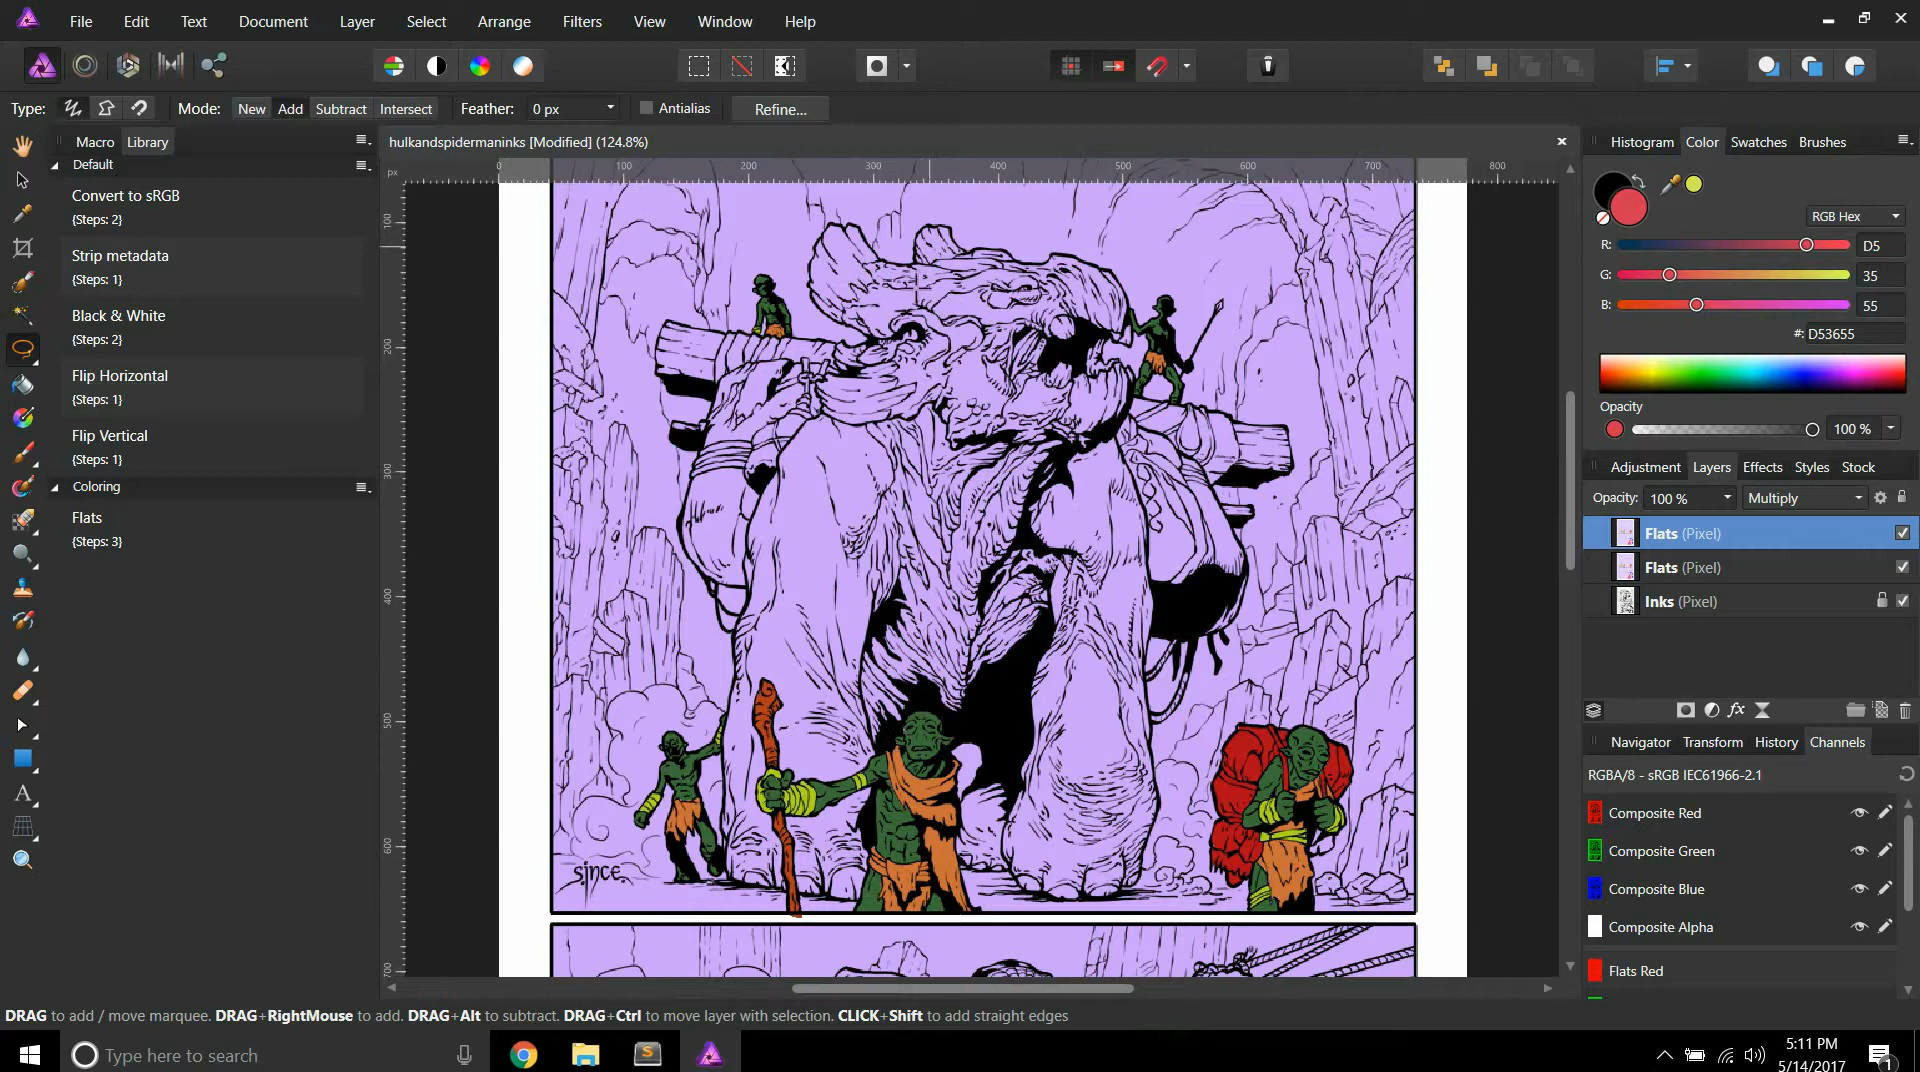 File Edit Text Document Layer Select Arrange Filters View Window Help
Type: Mode: New Add Subtract Intersect Feather: 0 px Antialias Refine...
Macro Library
Default
Convert to sRGB
{Steps: 2}
Strip metadata
{Steps: 1}
Black & White
{Steps: 2}
Flip Horizontal
{Steps: 1}
Flip Vertical
{Steps: 1}
Coloring
Flats
{Steps: 3}
hulkandspidermaninks [Modified] (124.8%)
px
0 100 200 300 400 500 600 700 800
100
200
300
400
500
600
700
since
Histogram Color Swatches Brushes
RGB Hex
R: D5
G: 35
B: 55
#: D53655
Opacity
100 %
Adjustment Layers Effects Styles Stock
Opacity: 100 % Multiply
Flats (Pixel)
Flats (Pixel)
Inks (Pixel)
Navigator Transform History Channels
RGBA/8 - sRGB IEC61966-2.1
Composite Red
Composite Green
Composite Blue
Composite Alpha
Flats Red
DRAG to add / move marquee. DRAG+RightMouse to add. DRAG+Alt to subtract. DRAG+Ctrl to move layer with selection. CLICK+Shift to add straight edges
Type here to search
5:11 PM
5/14/2017
1